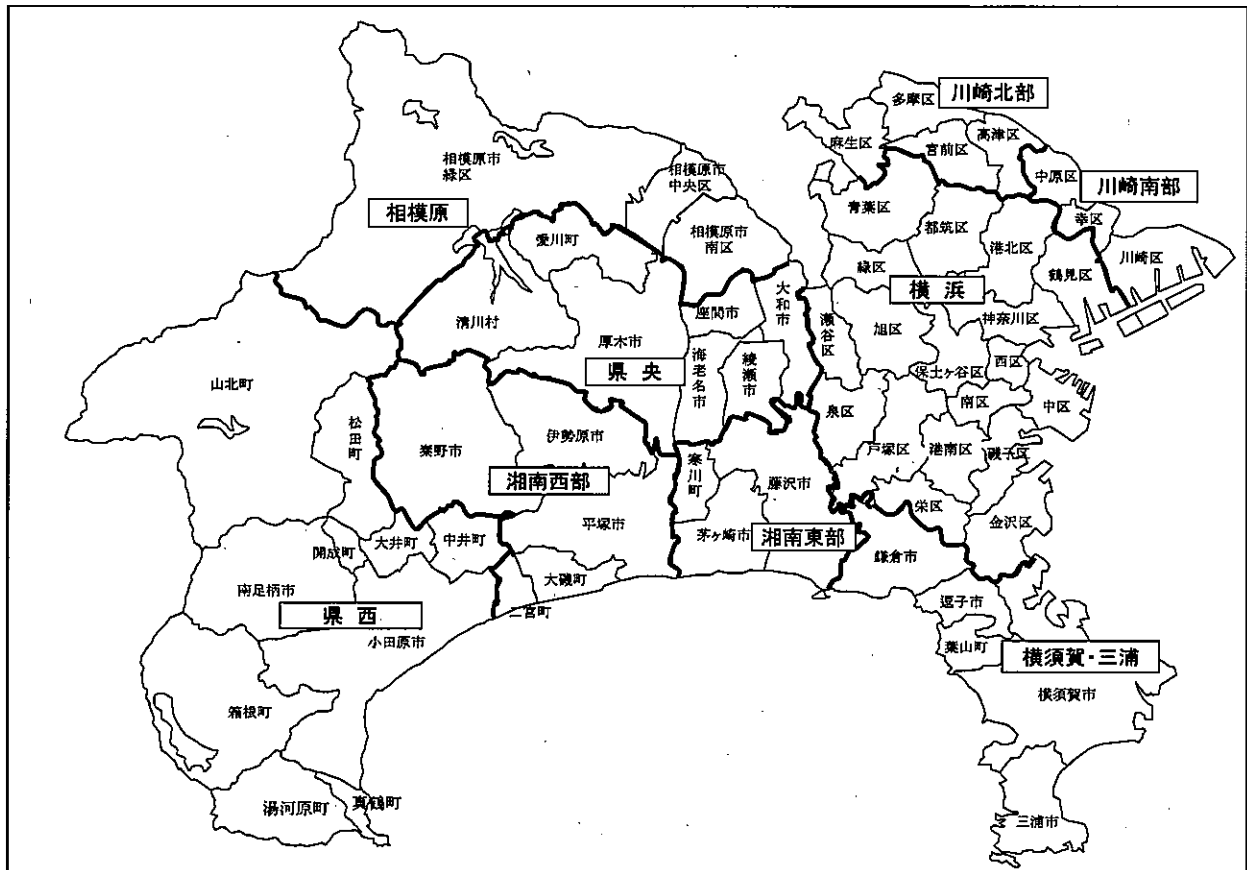 多摩区
川崎北部
麻生区
宮前区
高津区
中原区
川崎南部
相模原市
緑区
相模原市
中央区
青葉区
都筑区
幸区
相模原
愛川町
相模原市
南区
港北区
川崎区
緑区
鶴見区
横浜
座間市
大和市
瀬谷区
旭区
神奈川区
清川村
厚木市
県央
海老名市
綾瀬市
保土ヶ谷区
西区
山北町
松田町
南区
中区
泉区
秦野市
伊勢原市
戸塚区
港南区
磯子区
湘南西部
寒川町
藤沢市
栄区
平塚市
茅ヶ崎市
湘南東部
金沢区
開成町
大井町
中井町
鎌倉市
南足柄市
大磯町
県西
二宮町
逗子市
小田原市
葉山町
横須賀・三浦
横須賀市
箱根町
湯河原町
真鶴町
三浦市